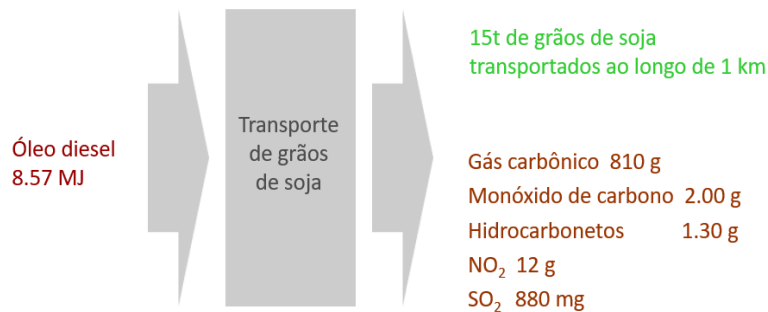 Óleo diesel
8.57 MJ
Transporte
de grãos
de soja
15t de grãos de soja
transportados ao longo de 1 km
Gás carbônico 810 g
Monóxido de carbono 2.00 g
Hidrocarbonetos 1.30 g
NO₂ 12 g
SO₂ 880 mg